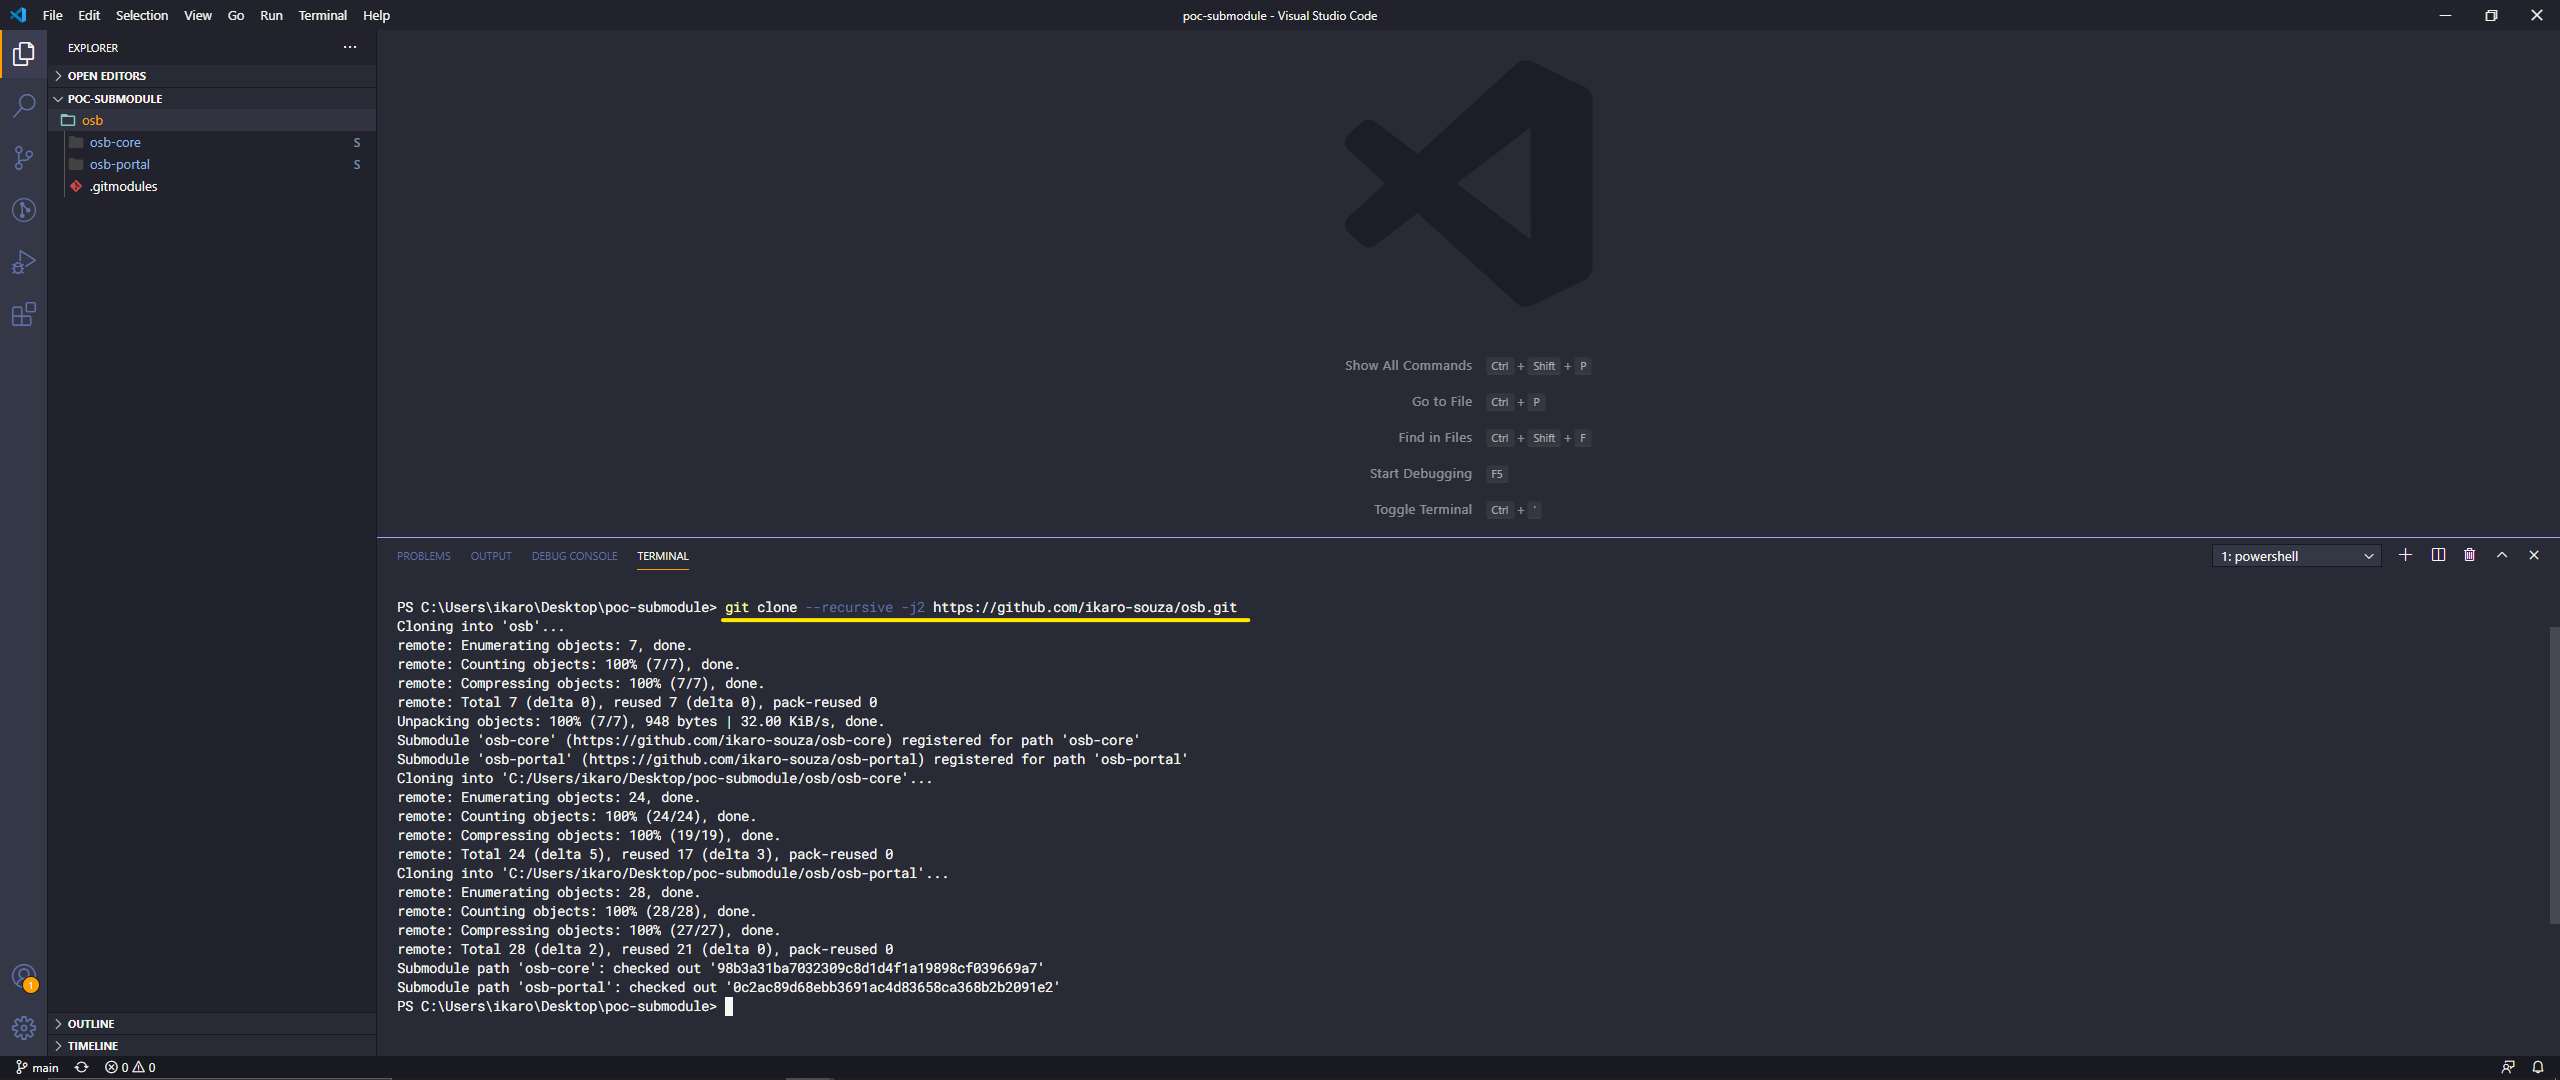 File Edit Selection View Go Run Terminal Help
poc-submodule - Visual Studio Code
EXPLORER
OPEN EDITORS
POC-SUBMODULE
osb
osb-core S
osb-portal S
.gitmodules
OUTLINE
TIMELINE
Show All Commands Ctrl + Shift + P
Go to File Ctrl + P
Find in Files Ctrl + Shift + F
Start Debugging F5
Toggle Terminal Ctrl + '
PROBLEMS OUTPUT DEBUG CONSOLE TERMINAL
1: powershell
PS C:\Users\ikaro\Desktop\poc-submodule> git clone --recursive -j2 https://github.com/ikaro-souza/osb.git
Cloning into 'osb'...
remote: Enumerating objects: 7, done.
remote: Counting objects: 100% (7/7), done.
remote: Compressing objects: 100% (7/7), done.
remote: Total 7 (delta 0), reused 7 (delta 0), pack-reused 0
Unpacking objects: 100% (7/7), 948 bytes | 32.00 KiB/s, done.
Submodule 'osb-core' (https://github.com/ikaro-souza/osb-core) registered for path 'osb-core'
Submodule 'osb-portal' (https://github.com/ikaro-souza/osb-portal) registered for path 'osb-portal'
Cloning into 'C:/Users/ikaro/Desktop/poc-submodule/osb/osb-core'...
remote: Enumerating objects: 24, done.
remote: Counting objects: 100% (24/24), done.
remote: Compressing objects: 100% (19/19), done.
remote: Total 24 (delta 5), reused 17 (delta 3), pack-reused 0
Cloning into 'C:/Users/ikaro/Desktop/poc-submodule/osb/osb-portal'...
remote: Enumerating objects: 28, done.
remote: Counting objects: 100% (28/28), done.
remote: Compressing objects: 100% (27/27), done.
remote: Total 28 (delta 2), reused 21 (delta 0), pack-reused 0
Submodule path 'osb-core': checked out '98b3a31ba7032309c8d1d4f1a19898cf039669a7'
Submodule path 'osb-portal': checked out '0c2ac89d68ebb3691ac4d83658ca368b2b2091e2'
PS C:\Users\ikaro\Desktop\poc-submodule>
1
main 0 0